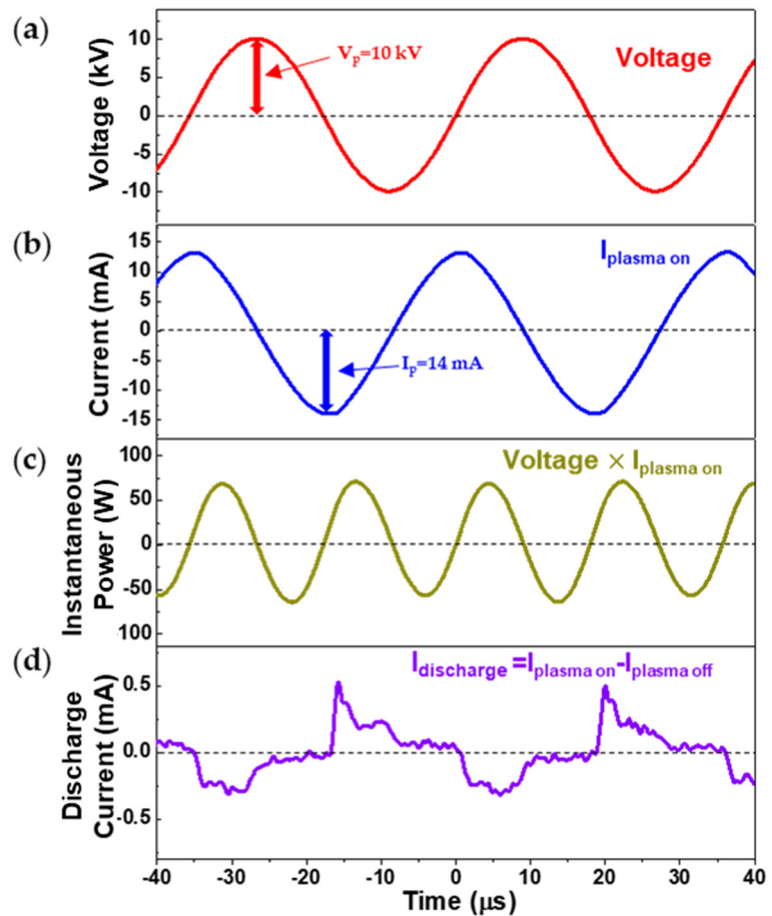 (a)
Voltage (kV)
10
5
0
-5
-10
Vp=10 kV
Voltage
(b)
Current (mA)
15
10
5
0
-5
-10
-15
Iplasma on
Ip=14 mA
(c)
Instantaneous
Power (W)
100
50
0
-50
100
Voltage × Iplasma on
(d)
Discharge
Current (mA)
0.5
0.0
-0.5
Idischarge=Iplasma on-Iplasma off
-40 -30 -20 -10 0 10 20 30 40
Time (μs)